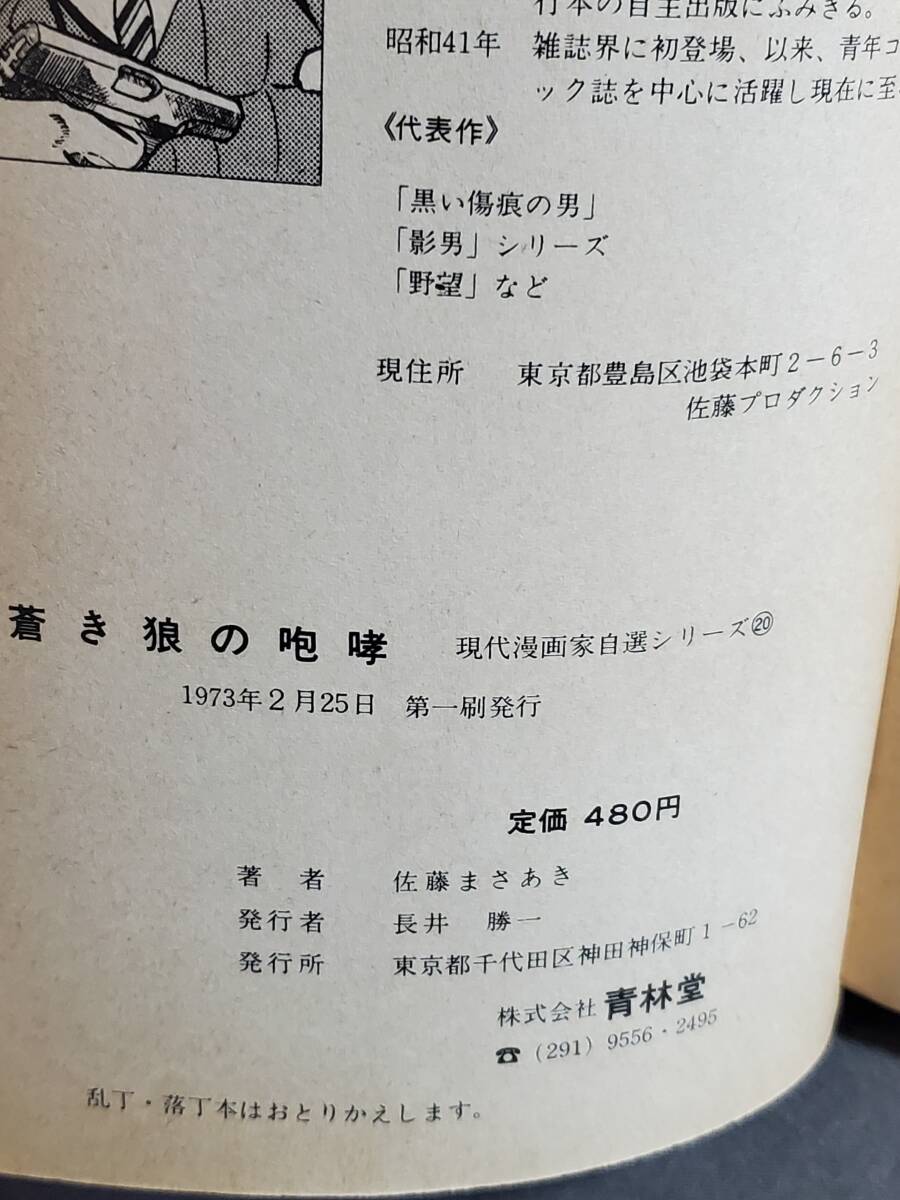 行本の自主出版にふみきる。
昭和41年 雑誌界に初登場、以来、青年コ
ック誌を中心に活躍し現在に至
《代表作》
「黒い傷痕の男」
「影男」シリーズ
「野望」など
現住所 東京都豊島区池袋本町2-6-3
佐藤プロダクション
蒼き狼の咆哮 現代漫画家自選シリーズ⑳
1973年2月25日 第一刷発行
定価 480円
著者 佐藤まさあき
発行者 長井 勝一
発行所 東京都千代田区神田神保町1-62
株式会社 青林堂
☎ (291) 9556・2495
乱丁・落丁本はおとりかえします。